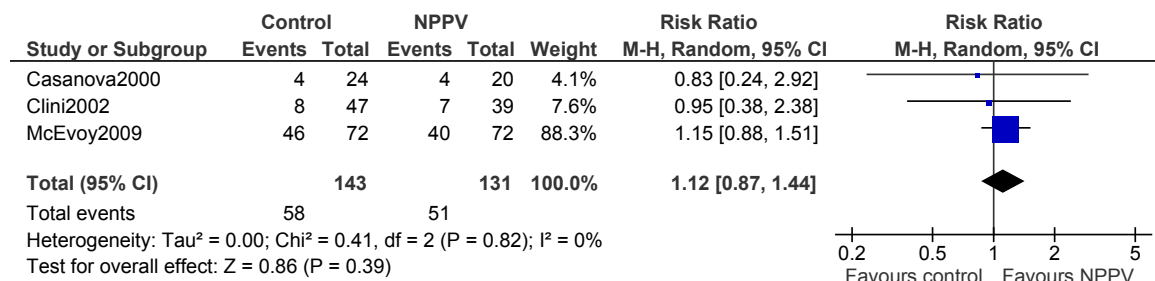 Control NPPV Risk Ratio Risk Ratio
Study or Subgroup Events Total Events Total Weight M-H, Random, 95% CI M-H, Random, 95% CI
Casanova2000 4 24 4 20 4.1% 0.83 [0.24, 2.92]
Clini2002 8 47 7 39 7.6% 0.95 [0.38, 2.38]
McEvoy2009 46 72 40 72 88.3% 1.15 [0.88, 1.51]
Total (95% CI) 143 131 100.0% 1.12 [0.87, 1.44]
Total events 58 51
Heterogeneity: Tau² = 0.00; Chi² = 0.41, df = 2 (P = 0.82); I² = 0%
Test for overall effect: Z = 0.86 (P = 0.39)
0.2 0.5 1 2 5
Favours control Favours NPPV